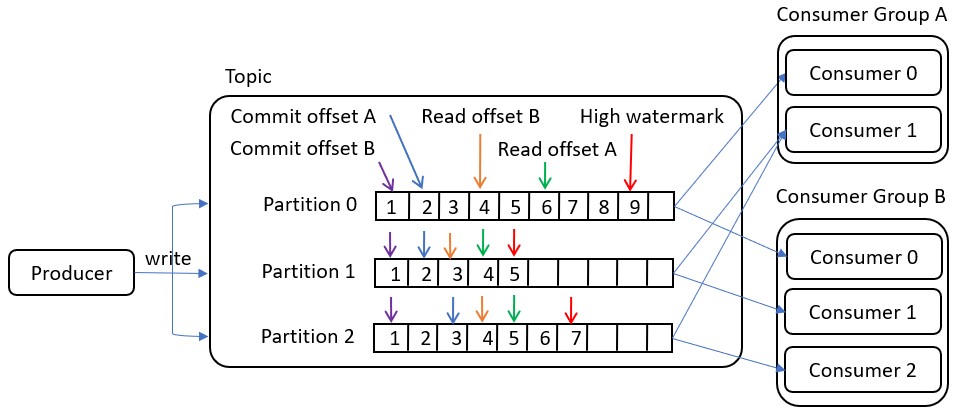 Consumer Group A
Consumer 0
Consumer 1
Topic
Commit offset A
Read offset B
High watermark
Commit offset B
Read offset A
Partition 0
1 2 3 4 5 6 7 8 9
Partition 1
1 2 3 4 5
Partition 2
1 2 3 4 5 6 7
Producer
write
Consumer Group B
Consumer 0
Consumer 1
Consumer 2